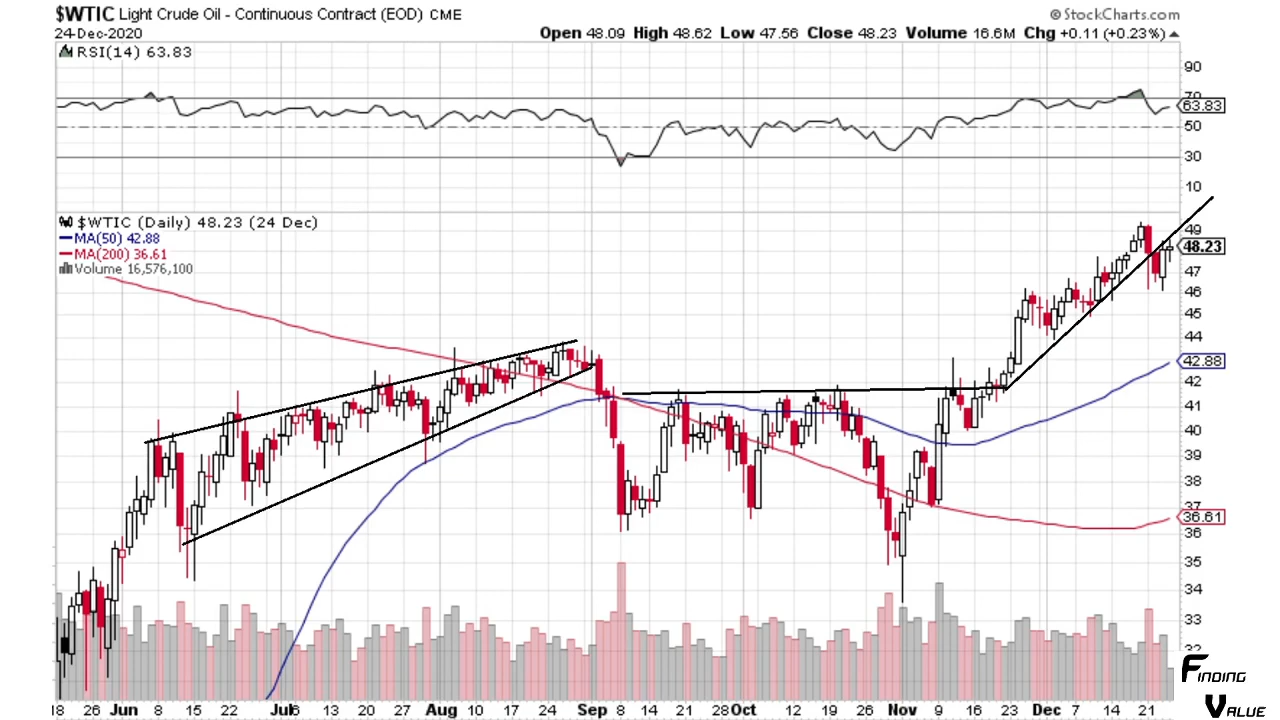 $WTIC Light Crude Oil - Continuous Contract (EOD) CME
© StockCharts.com
24-Dec-2020
Open 48.09 High 48.62 Low 47.56 Close 48.23 Volume 16.6M Chg +0.11 (+0.23%)
RSI(14) 63.83
90
70
63.83
50
30
10
$WTIC (Daily) 48.23 (24 Dec)
MA(50) 42.88
MA(200) 36.61
Volume 16,576,100
49
48.23
47
46
45
44
42.88
42
41
40
39
38
37
36.61
36
35
34
33
32
18 26 Jun 8 15 22 Jul 6 13 20 27 Aug 10 17 24 Sep 8 14 21 28 Oct 12 19 26 Nov 9 16 23 Dec 7 14 21
Finding
Value